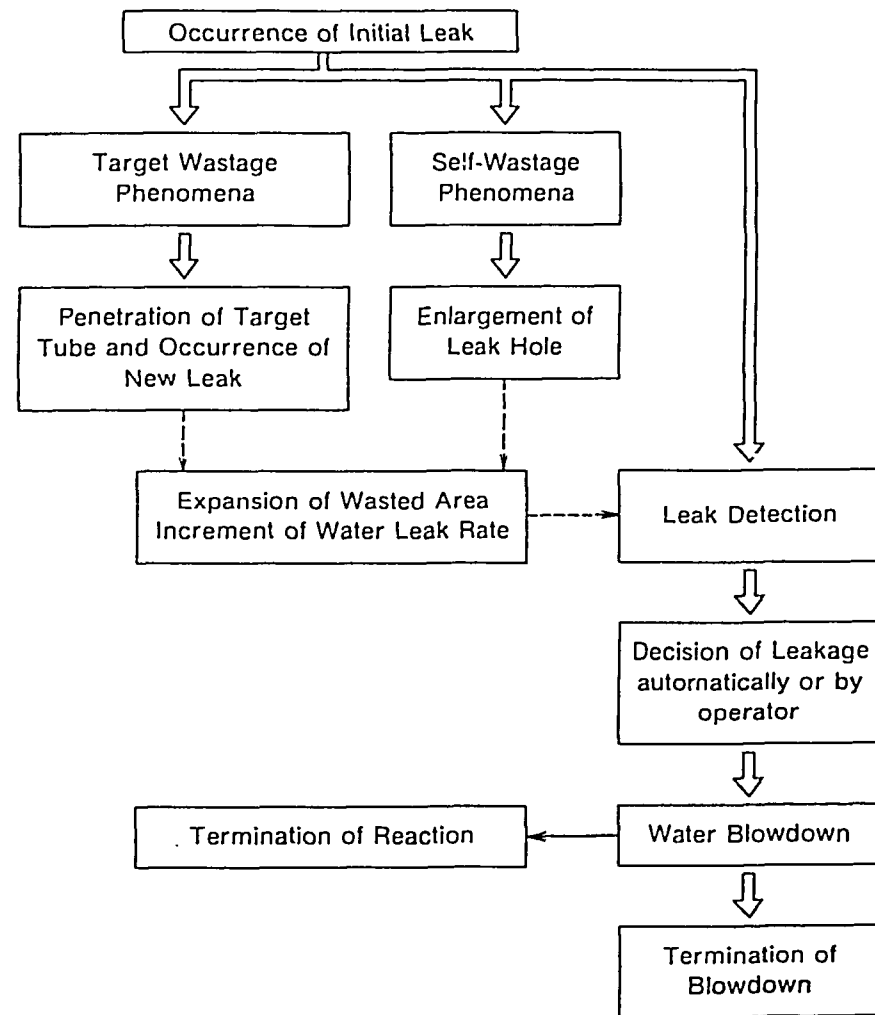 Occurrence of Initial Leak
Target Wastage
Phenomena
Self-Wastage
Phenomena
Penetration of Target
Tube and Occurrence of
New Leak
Enlargement of
Leak Hole
Expansion of Wasted Area
Increment of Water Leak Rate
Leak Detection
Decision of Leakage
automatically or by
operator
Termination of Reaction
Water Blowdown
Termination of
Blowdown